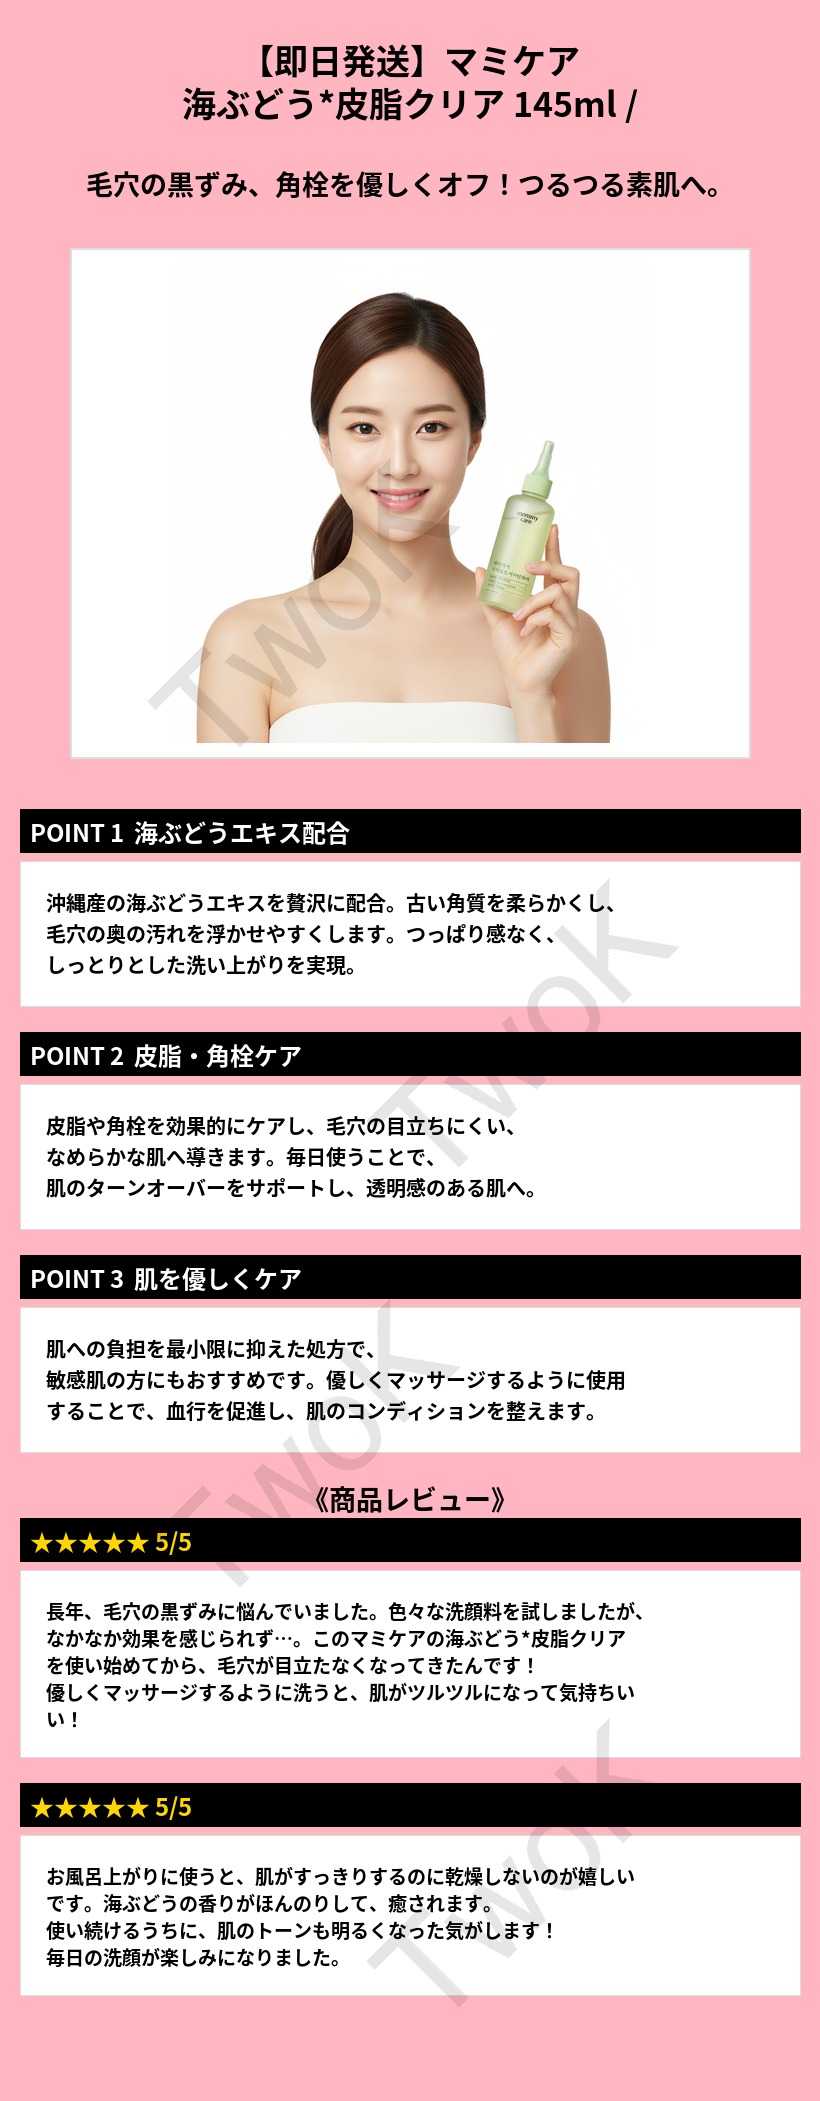 【即日発送】マミケア
海ぶどう*皮脂クリア 145ml /
毛穴の黒ずみ、角栓を優しくオフ！つるつる素肌へ。
mommy
care
TwoK
POINT 1 海ぶどうエキス配合
沖縄産の海ぶどうエキスを贅沢に配合。古い角質を柔らかくし、
毛穴の奥の汚れを浮かせやすくします。つっぱり感なく、
しっとりとした洗い上がりを実現。
TwoK
POINT 2 皮脂・角栓ケア
皮脂や角栓を効果的にケアし、毛穴の目立ちにくい、
なめらかな肌へ導きます。毎日使うことで、
肌のターンオーバーをサポートし、透明感のある肌へ。
POINT 3 肌を優しくケア
肌への負担を最小限に抑えた処方で、
敏感肌の方にもおすすめです。優しくマッサージするように使用
することで、血行を促進し、肌のコンディションを整えます。
TwoK
《商品レビュー》
★★★★★ 5/5
長年、毛穴の黒ずみに悩んでいました。色々な洗顔料を試しましたが、
なかなか効果を感じられず…。このマミケアの海ぶどう*皮脂クリア
を使い始めてから、毛穴が目立たなくなってきたんです！
優しくマッサージするように洗うと、肌がツルツルになって気持ちい
い！
★★★★★ 5/5
お風呂上がりに使うと、肌がすっきりするのに乾燥しないのが嬉しい
です。海ぶどうの香りがほんのりして、癒されます。
使い続けるうちに、肌のトーンも明るくなった気がします！
毎日の洗顔が楽しみになりました。
TwoK